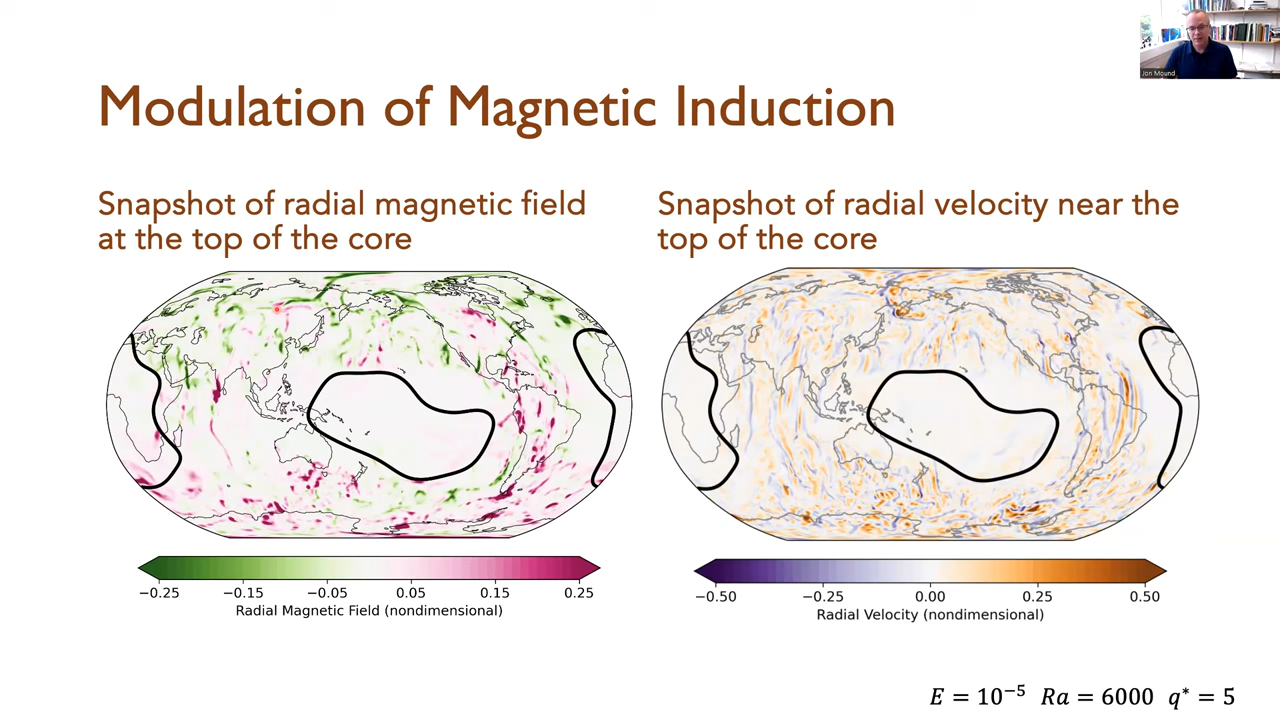 Jon Mound
Modulation of Magnetic Induction
Snapshot of radial magnetic field
at the top of the core
Snapshot of radial velocity near the
top of the core
−0.25 −0.15 −0.05 0.05 0.15 0.25
Radial Magnetic Field (nondimensional)
−0.50 −0.25 0.00 0.25 0.50
Radial Velocity (nondimensional)
E = 10⁻⁵ Ra = 6000 q* = 5